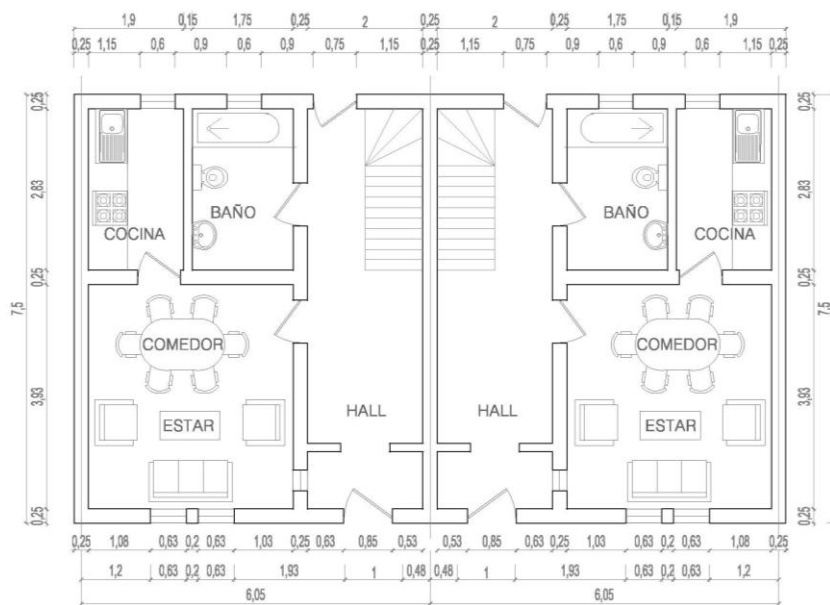 1,9 0,15 1,75 0,25 2 0,25 2 0,25 1,75 0,15 1,9
0,25 1,15 0,6 0,9 0,6 0,9 0,75 1,15 0,25 1,15 0,75 0,9 0,6 0,9 0,6 1,15 0,25
0,25 0,25
2,83 2,83
BAÑO BAÑO
COCINA COCINA
0,25 0,25
7,5 7,5
COMEDOR COMEDOR
3,93 3,93
HALL HALL
ESTAR ESTAR
0,25 0,25
0,25 1,08 0,63 0,2 0,63 1,03 0,25 0,63 0,85 0,53 0,53 0,85 0,63 0,25 1,03 0,63 0,2 0,63 1,08 0,25
1,2 0,63 0,2 0,63 1,93 1 0,48 0,48 1 1,93 0,63 0,2 0,63 1,2
6,05 6,05